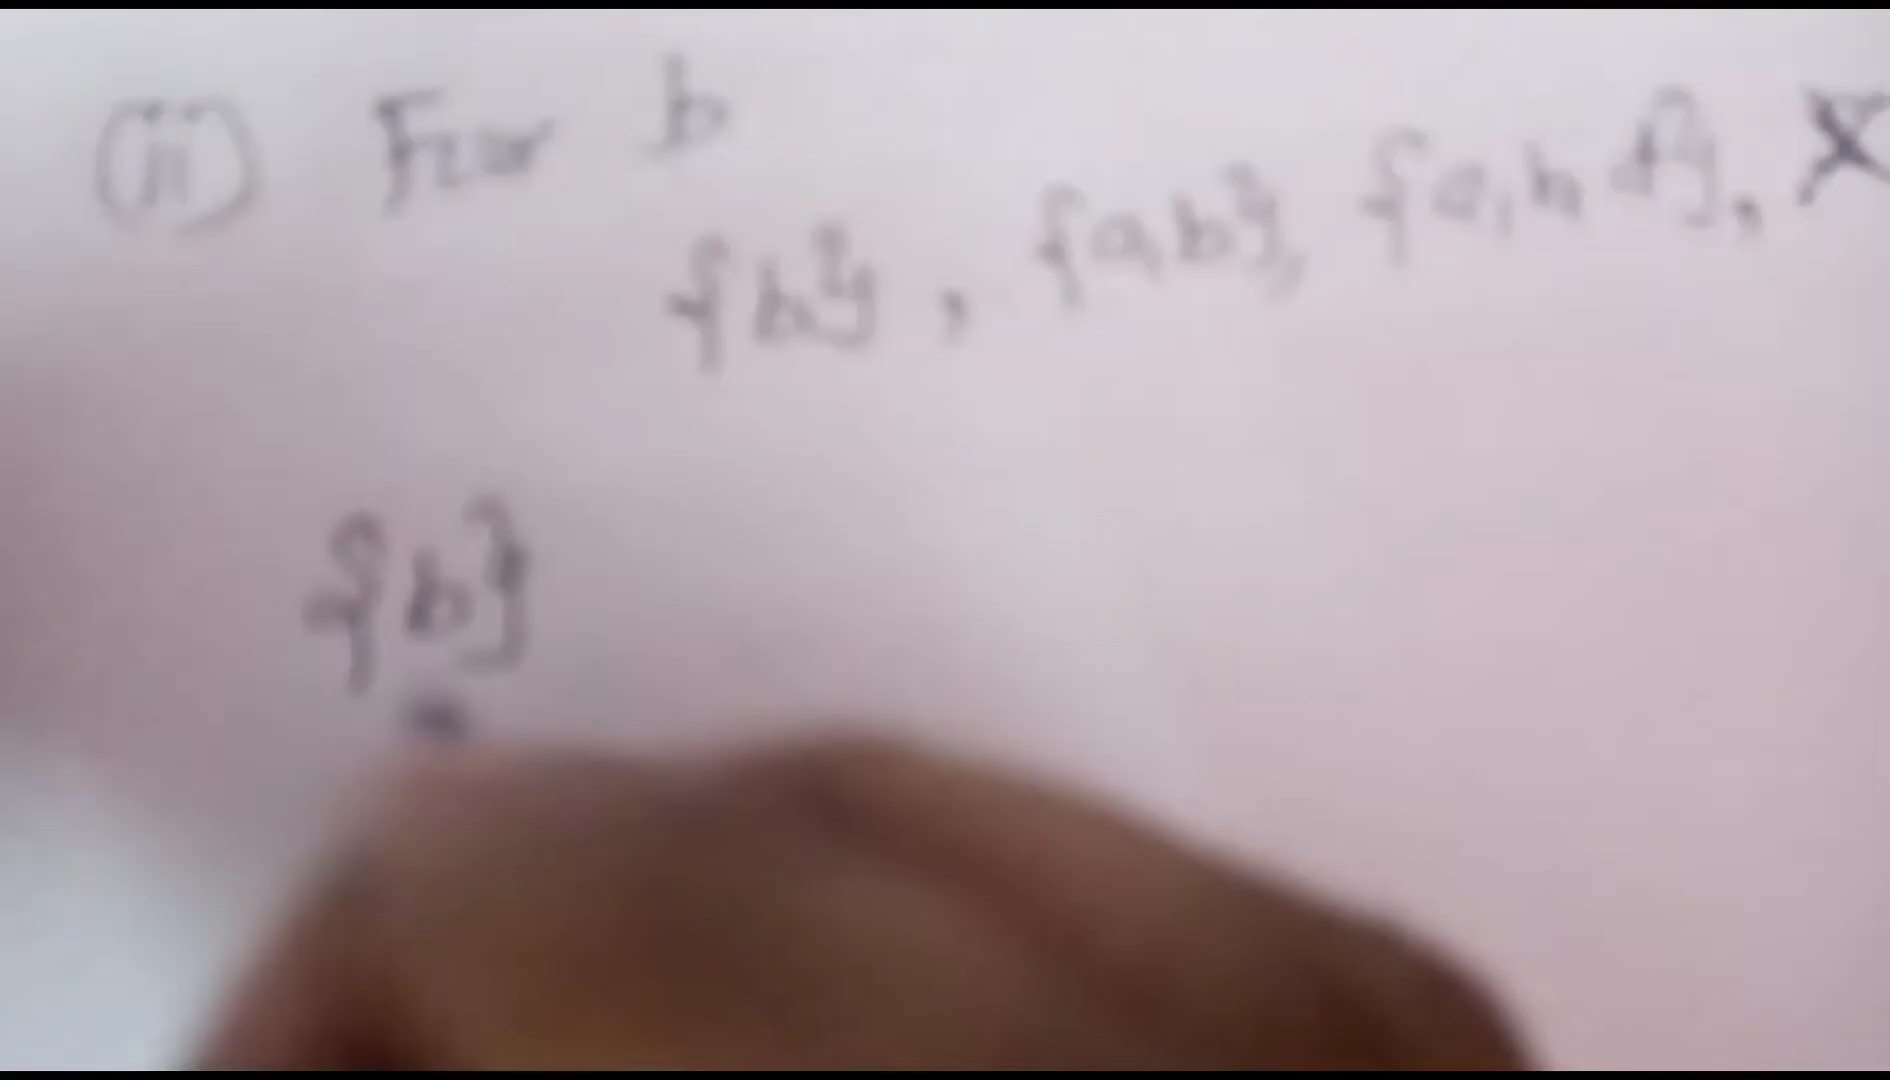 (ii) For b
{b}, {a,b}, {a,b,d}, X
{b}